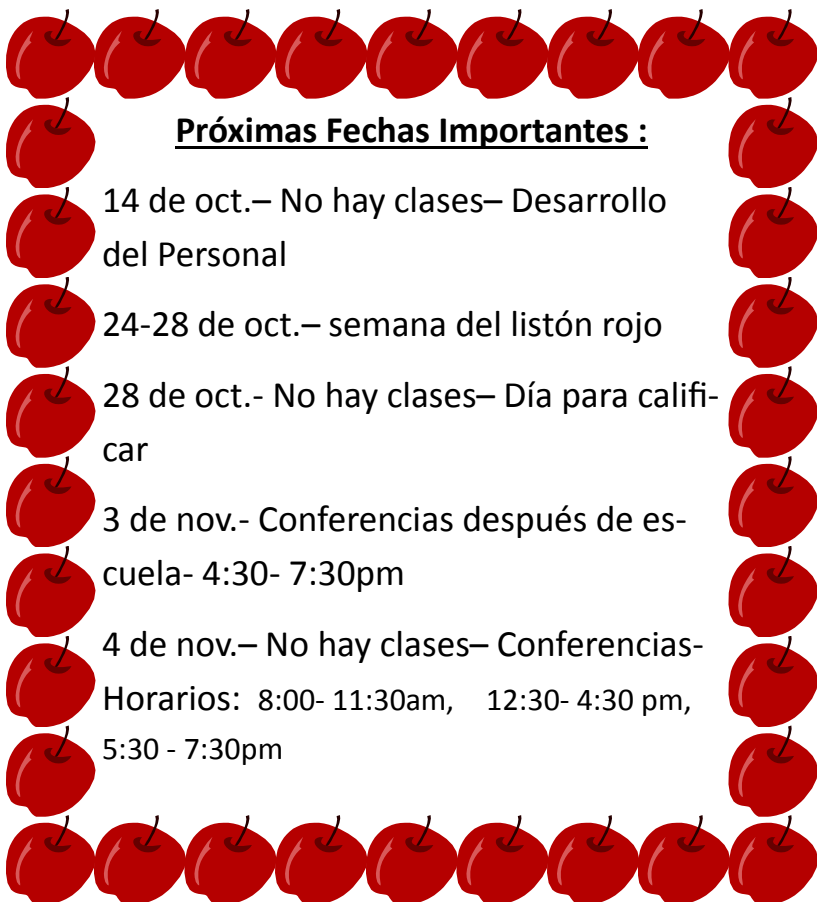 Próximas Fechas Importantes :
14 de oct.– No hay clases– Desarrollo
del Personal
24-28 de oct.– semana del listón rojo
28 de oct.- No hay clases– Día para califi-
car
3 de nov.- Conferencias después de es-
cuela- 4:30- 7:30pm
4 de nov.– No hay clases– Conferencias-
Horarios: 8:00- 11:30am, 12:30- 4:30 pm,
5:30 - 7:30pm